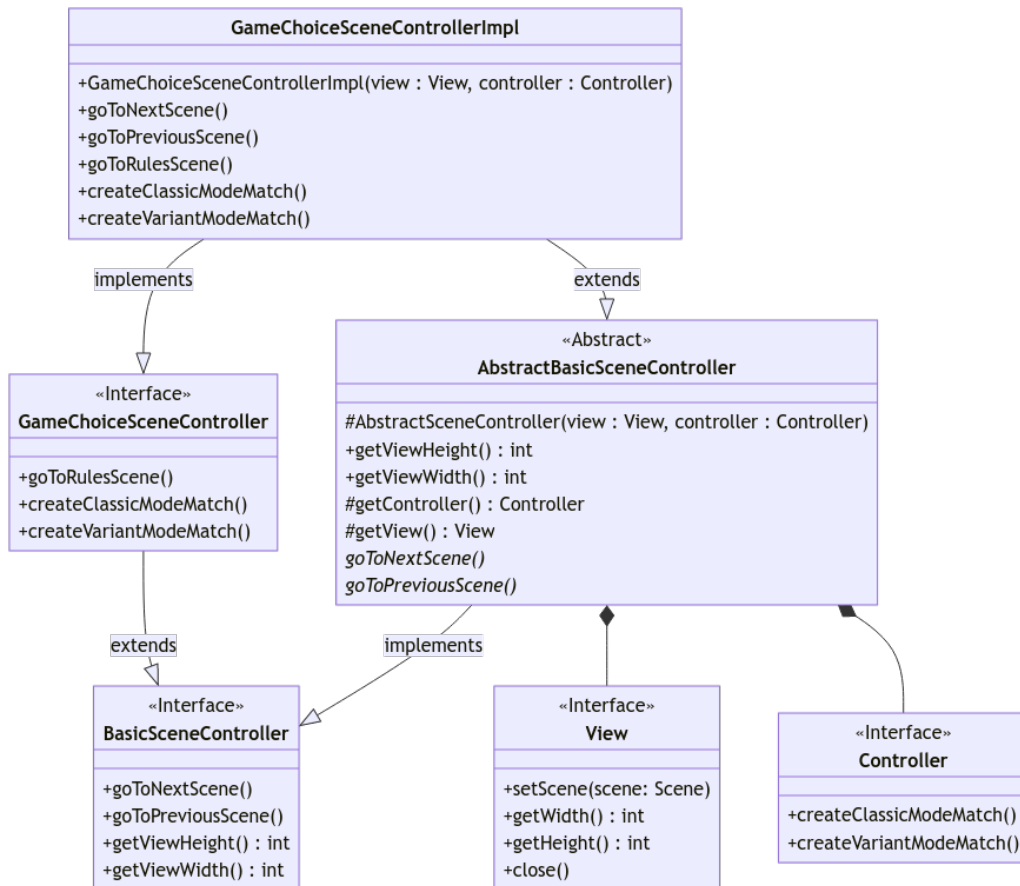 GameChoiceSceneControllerImpl
+GameChoiceSceneControllerImpl(view : View, controller : Controller)
+goToNextScene()
+goToPreviousScene()
+goToRulesScene()
+createClassicModeMatch()
+createVariantModeMatch()
implements
extends
«Interface»
GameChoiceSceneController
+goToRulesScene()
+createClassicModeMatch()
+createVariantModeMatch()
«Abstract»
AbstractBasicSceneController
#AbstractSceneController(view : View, controller : Controller)
+getViewHeight() : int
+getViewWidth() : int
#getController() : Controller
#getView() : View
goToNextScene()
goToPreviousScene()
extends
implements
«Interface»
BasicSceneController
+goToNextScene()
+goToPreviousScene()
+getViewHeight() : int
+getViewWidth() : int
«Interface»
View
+setScene(scene: Scene)
+getWidth() : int
+getHeight() : int
+close()
«Interface»
Controller
+createClassicModeMatch()
+createVariantModeMatch()